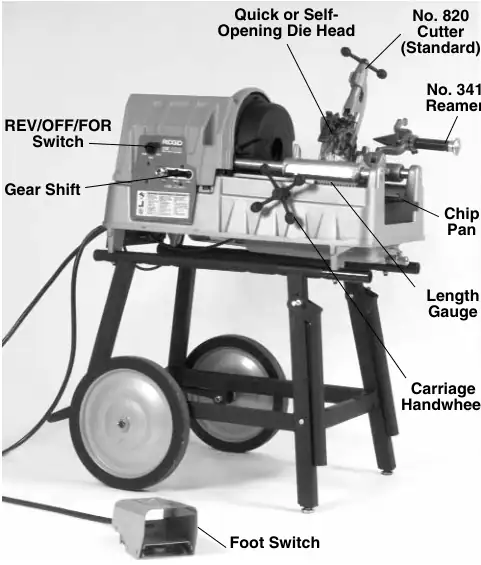 Quick or Self-
Opening Die Head
No. 820
Cutter
(Standard)
No. 341
Reamer
REV/OFF/FOR
Switch
RIDGID
Gear Shift
Chip
Pan
Length
Gauge
Carriage
Handwhee
Foot Switch